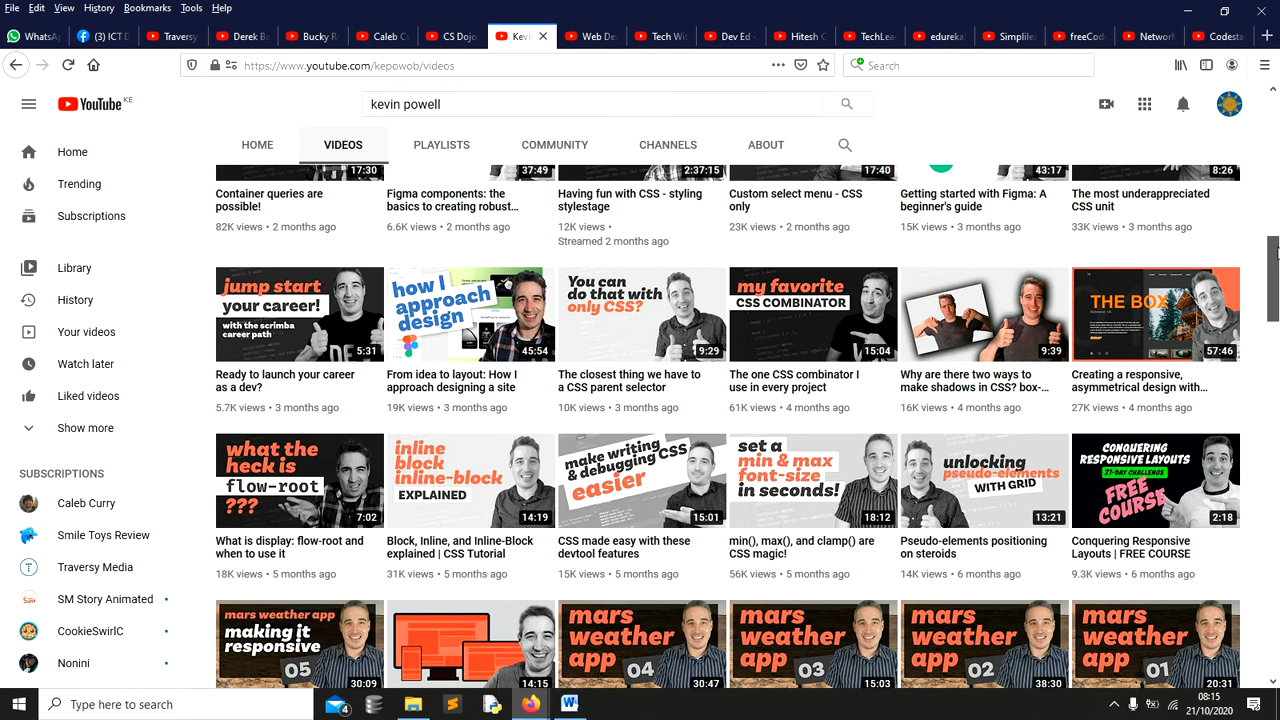 File Edit View History Bookmarks Tools Help
WhatsA (3) ICT D Traversy Derek Ba Bucky Ro Caleb Cu CS Dojo Kevi Web Dev Tech Wit Dev Ed - Hitesh C TechLea edureka Simplilea freeCode Network Codesta
https://www.youtube.com/kepowob/videos
Search
YouTube KE
kevin powell
HOME VIDEOS PLAYLISTS COMMUNITY CHANNELS ABOUT
Home
Trending
Subscriptions
Library
History
Your videos
Watch later
Liked videos
Show more
SUBSCRIPTIONS
Caleb Curry
Smile Toys Review
Traversy Media
SM Story Animated
CookieSwirlC
Nonini
17:30
Container queries are
possible!
82K views • 2 months ago
37:49
Figma components: the
basics to creating robust...
6.6K views • 2 months ago
2:37:15
Having fun with CSS - styling
stylestage
12K views •
Streamed 2 months ago
17:40
Custom select menu - CSS
only
23K views • 2 months ago
43:17
Getting started with Figma: A
beginner's guide
15K views • 3 months ago
8:26
The most underappreciated
CSS unit
33K views • 3 months ago
jump start
your career!
with the scrimba
career path
5:31
Ready to launch your career
as a dev?
5.7K views • 3 months ago
how I
approach
design
45:54
From idea to layout: How I
approach designing a site
19K views • 3 months ago
You can
do that with
only CSS?
9:29
The closest thing we have to
a CSS parent selector
10K views • 3 months ago
my favorite
CSS COMBINATOR
15:04
The one CSS combinator I
use in every project
61K views • 4 months ago
9:39
Why are there two ways to
make shadows in CSS? box-...
16K views • 4 months ago
THE BOX
57:46
Creating a responsive,
asymmetrical design with...
27K views • 4 months ago
what the
heck is
flow-root
???
7:02
What is display: flow-root and
when to use it
18K views • 5 months ago
inline
block
inline-block
EXPLAINED
14:19
Block, Inline, and Inline-Block
explained | CSS Tutorial
31K views • 5 months ago
make writing
& debugging CSS
easier
15:01
CSS made easy with these
devtool features
15K views • 5 months ago
set a
min & max
font-size
in seconds!
18:12
min(), max(), and clamp() are
CSS magic!
56K views • 5 months ago
unlocking
pseudo-elements
WITH GRID
13:21
Pseudo-elements positioning
on steroids
14K views • 6 months ago
CONQUERING
RESPONSIVE LAYOUTS
21-DAY CHALLENGE
FREE
COURSE
2:18
Conquering Responsive
Layouts | FREE COURSE
9.3K views • 6 months ago
mars weather app
making it
responsive
05
30:09
14:15
mars
weather
app 04
30:47
mars
weather
app 03
15:03
mars
weather
app 02
38:30
mars
weather
app 01
20:31
Type here to search
4
08:15
21/10/2020